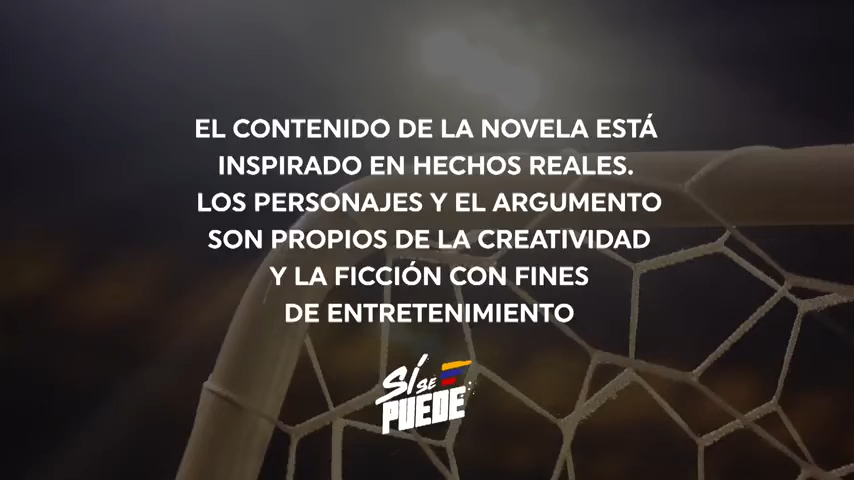 EL CONTENIDO DE LA NOVELA ESTÁ
INSPIRADO EN HECHOS REALES.
LOS PERSONAJES Y EL ARGUMENTO
SON PROPIOS DE LA CREATIVIDAD
Y LA FICCIÓN CON FINES
DE ENTRETENIMIENTO
SÍ SE
PUEDE